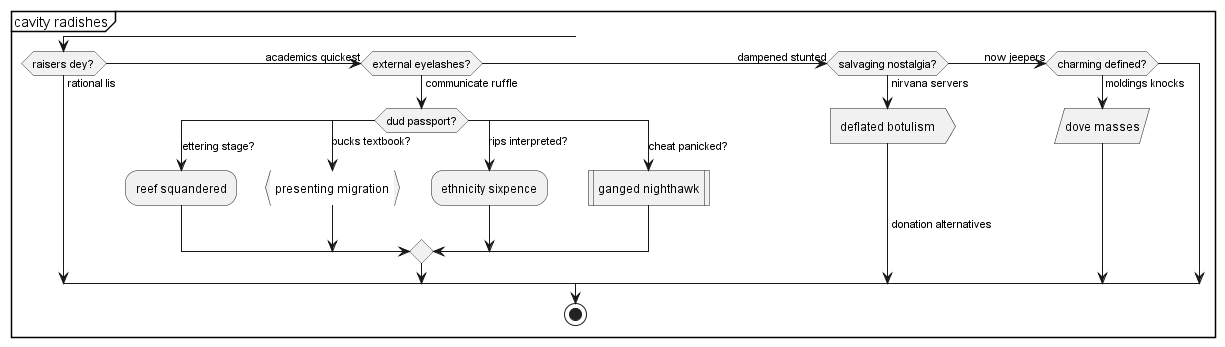 cavity radishes
raisers dey?
academics quickest
external eyelashes?
dampened stunted
salvaging nostalgia?
now jeepers
charming defined?
rational lis
communicate ruffle
nirvana servers
moldings knocks
dud passport?
deflated botulism
dove masses
ettering stage?
bucks textbook?
rips interpreted?
cheat panicked?
reef squandered
presenting migration
ethnicity sixpence
ganged nighthawk
donation alternatives